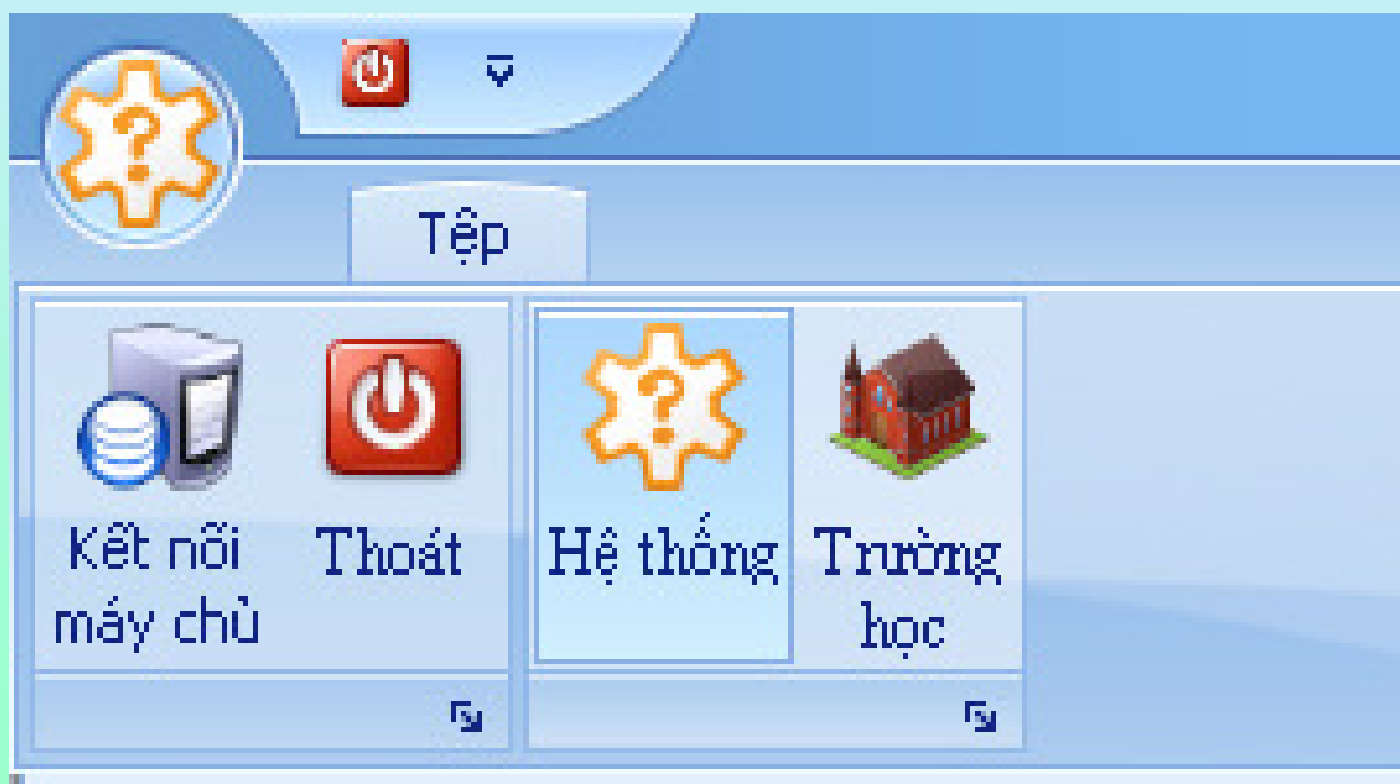 Tệp
Kết nối
máy chủ
Thoát
Hệ thống
Trường
học